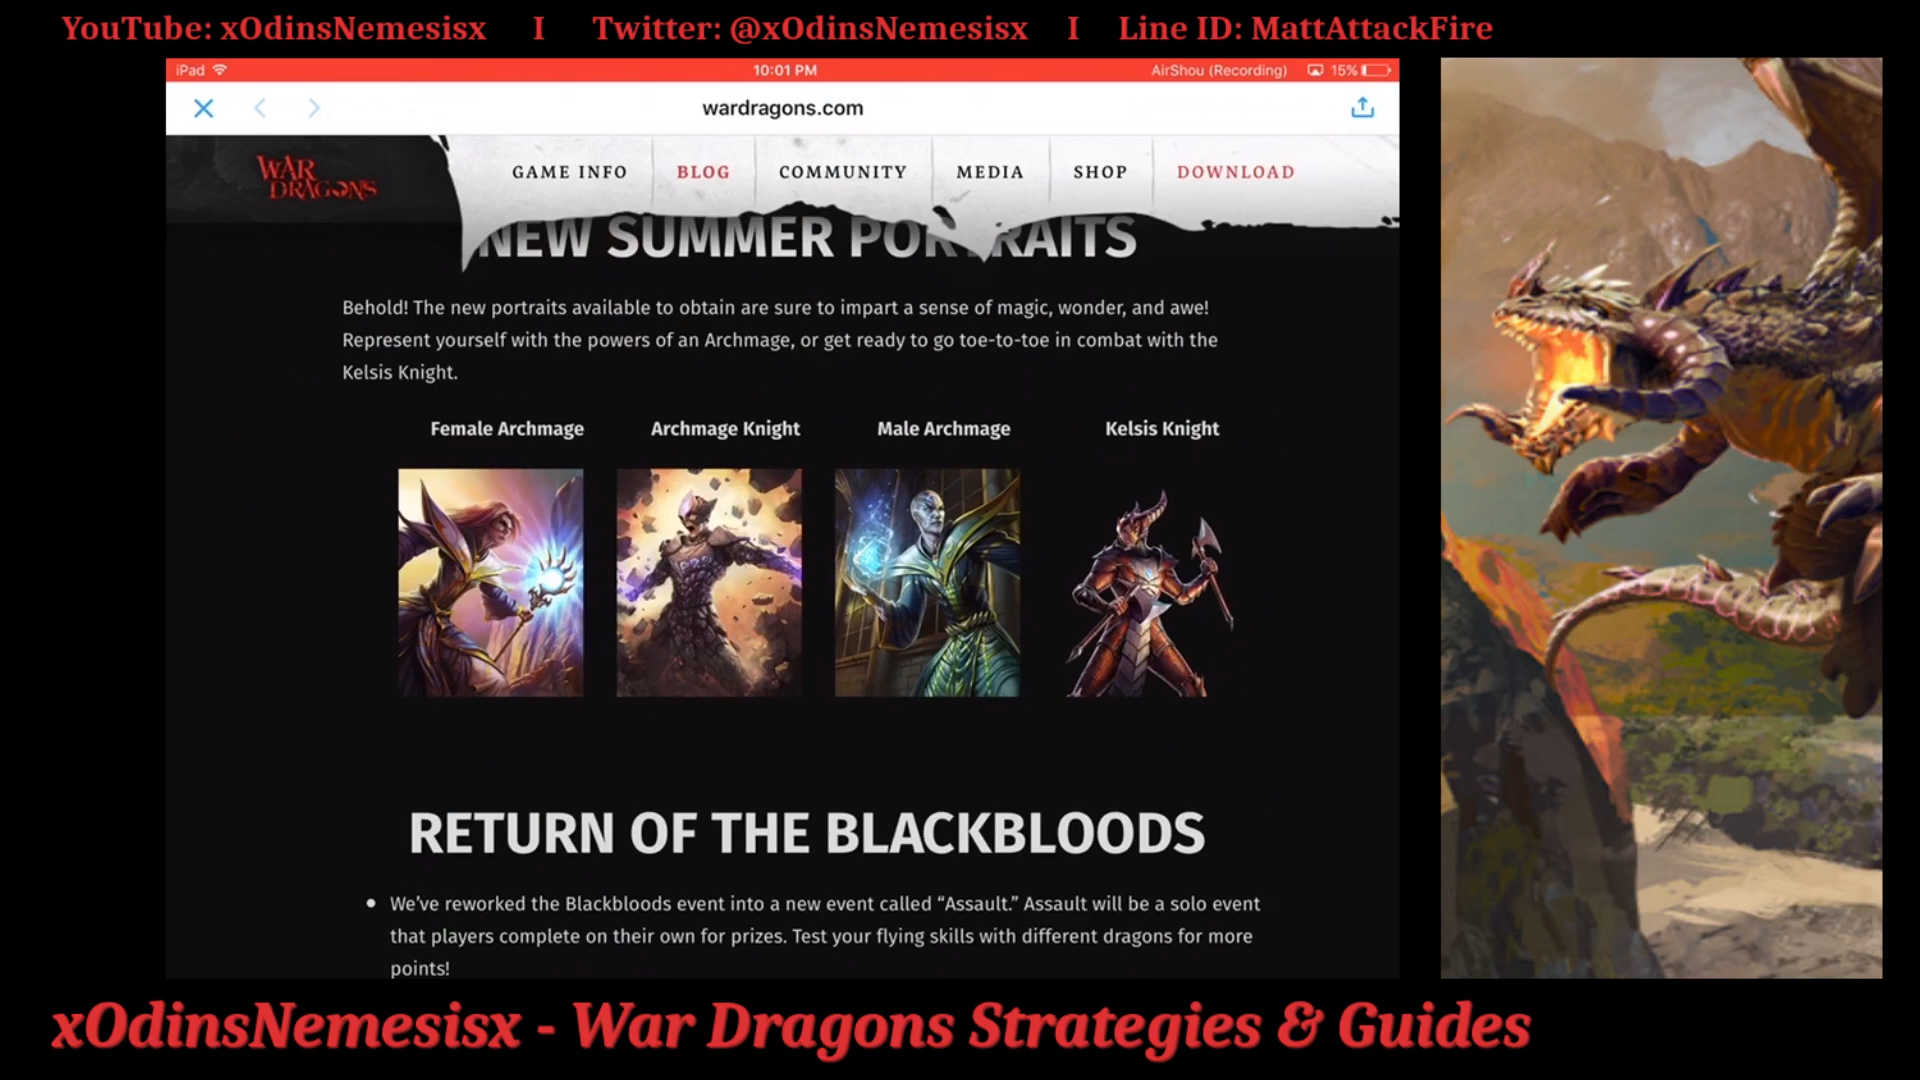 YouTube: xOdinsNemesisx I Twitter: @xOdinsNemesisx I Line ID: MattAttackFire
iPad 10:01 PM AirShou (Recording) 15%
wardragons.com
WAR DRAGONS
GAME INFO BLOG COMMUNITY MEDIA SHOP DOWNLOAD
NEW SUMMER PORTRAITS
Behold! The new portraits available to obtain are sure to impart a sense of magic, wonder, and awe!
Represent yourself with the powers of an Archmage, or get ready to go toe-to-toe in combat with the
Kelsis Knight.
Female Archmage Archmage Knight Male Archmage Kelsis Knight
RETURN OF THE BLACKBLOODS
• We’ve reworked the Blackbloods event into a new event called “Assault.” Assault will be a solo event
that players complete on their own for prizes. Test your flying skills with different dragons for more
points!
xOdinsNemesisx - War Dragons Strategies & Guides